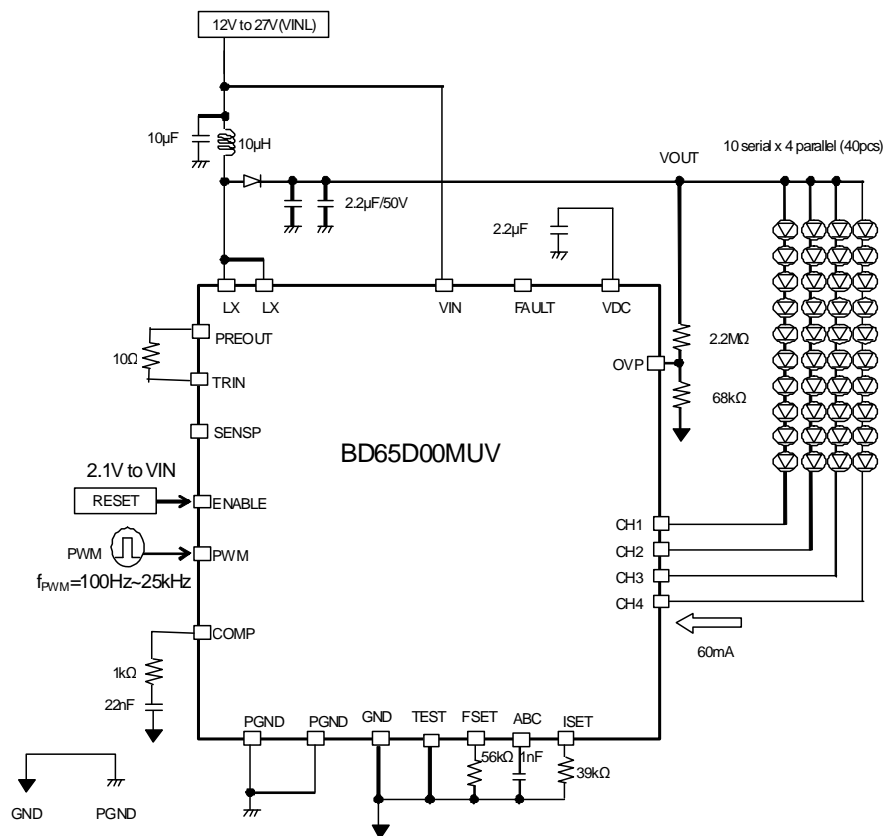 12V to 27V(VINL)
10µF
10µH
VOUT
10 serial x 4 parallel (40pcs)
2.2µF/50V
2.2µF
LX
LX
VIN
FAULT
VDC
PREOUT
10Ω
TRIN
2.2MΩ
OVP
68kΩ
SENSP
BD65D00MUV
2.1V to VIN
RESET
ENABLE
PWM
PWM
fPWM=100Hz~25kHz
CH1
CH2
CH3
CH4
60mA
COMP
1kΩ
22nF
PGND
PGND
GND
TEST
FSET
ABC
ISET
56kΩ
1nF
39kΩ
GND
PGND